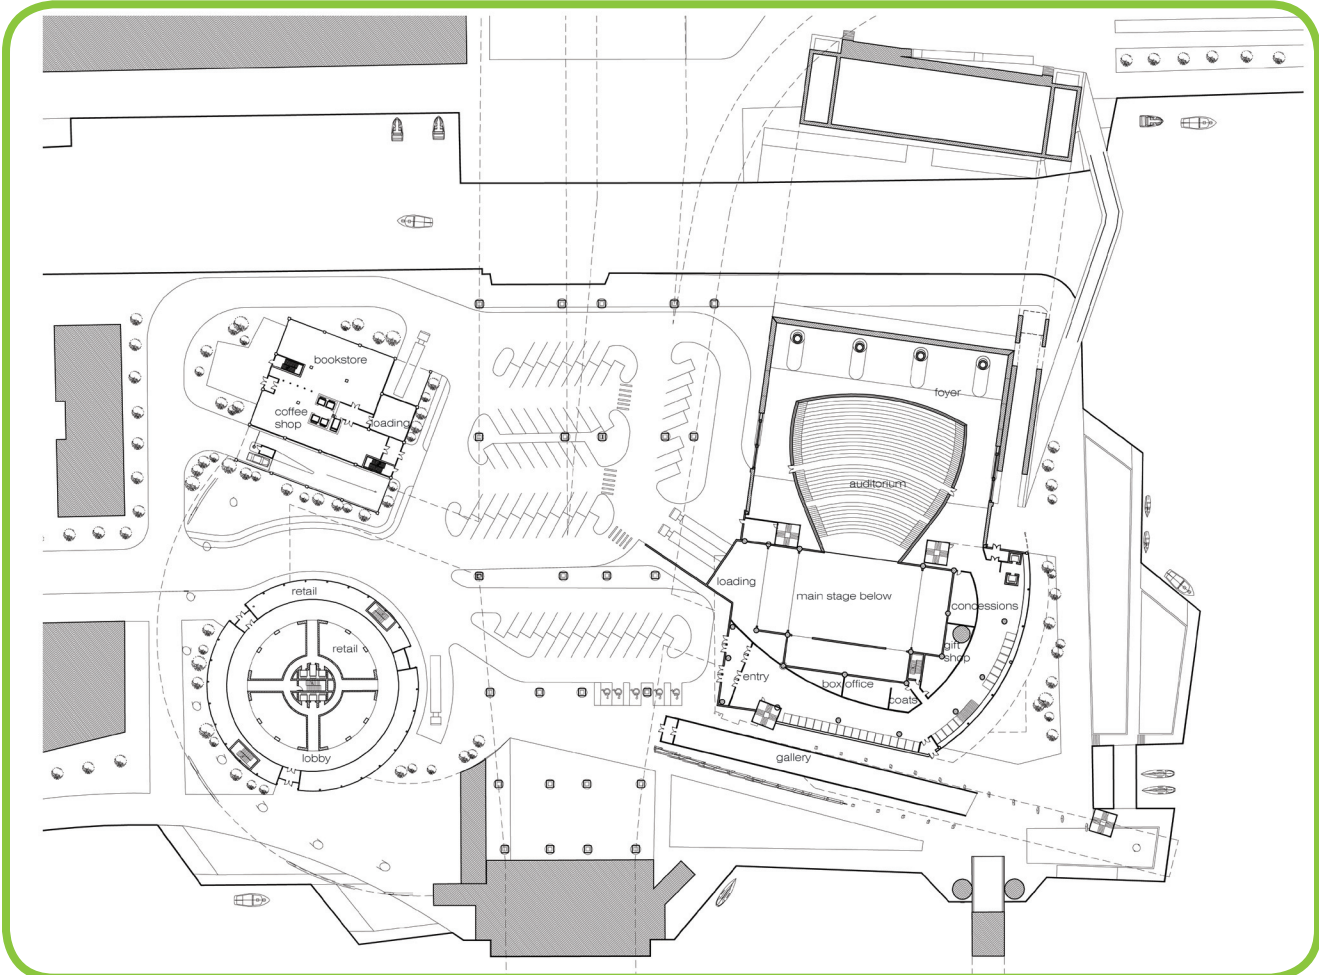 bookstore
coffee
shop
loading
foyer
auditorium
loading
main stage below
concessions
gift
shop
entry
box office
coats
gallery
retail
retail
lobby